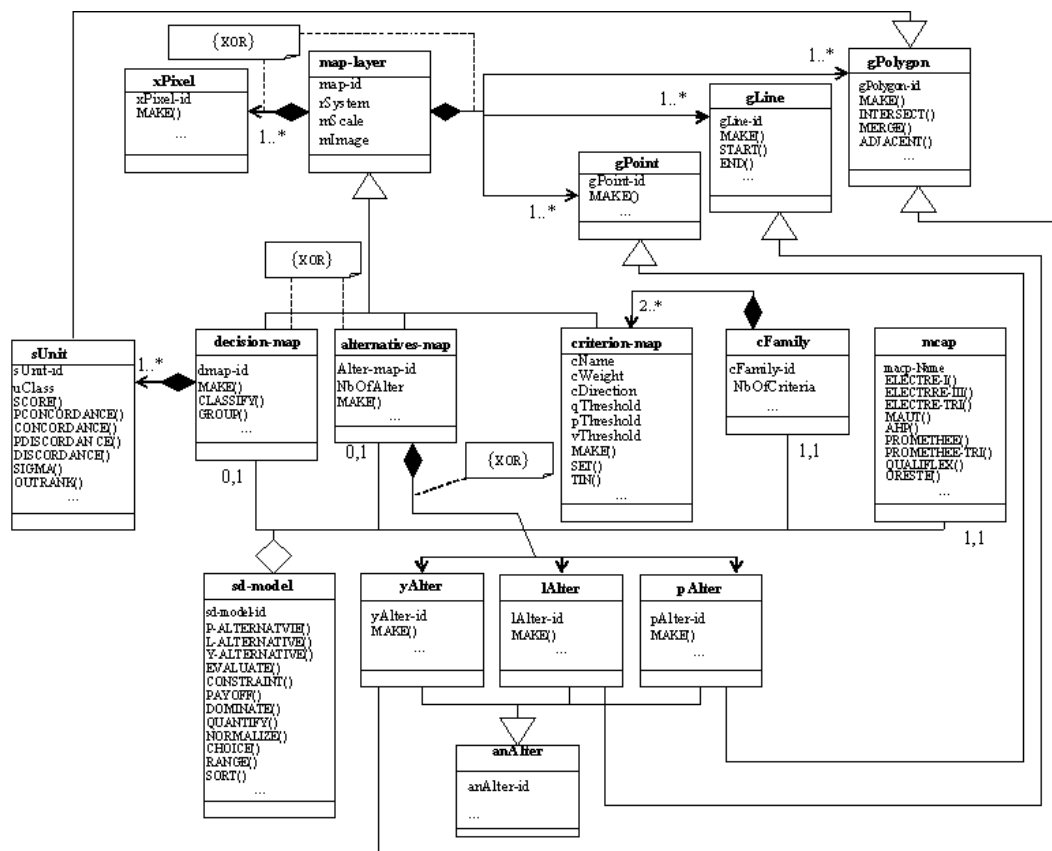 {XOR}
xPixel
xPixel-id
MAKE()
...
1..*
map-layer
map-id
rSystem
mScale
mImage
1..*
gPolygon
gPolygon-id
MAKE()
INTERSECT()
MERGE()
ADJACENT()
...
1..*
gLine
gLine-id
MAKE()
START()
END()
...
1..*
gPoint
gPoint-id
MAKE()
...
{XOR}
sUnit
sUnit-id
uClass
SCORE()
PCONCORDANCE()
CONCORDANCE()
PDISCORDANCE()
DISCORDANCE()
SIGMA()
OUTRANK()
...
1..*
decision-map
dmap-id
MAKE()
CLASSIFY()
GROUP()
...
0,1
alternatives-map
Alter-map-id
NbOfAlter
MAKE()
...
0,1
{XOR}
criterion-map
cName
cWeight
cDirection
qThreshold
pThreshold
vThreshold
MAKE()
SET()
TIN()
...
2..*
cFamily
cFamily-id
NbOfCriteria
...
1,1
mcap
macp-Name
ELECTRE-I()
ELECTRRE-III()
ELECTRE-TRI()
MAUT()
AHP()
PROMETHEE()
PROMETHEE-TRI()
QUALIFLEX()
ORESTE()
...
1,1
sd-model
sd-model-id
P-ALTERNATVIE()
L-ALTERNATIVE()
Y-ALTERNATIVE()
EVALUATE()
CONSTRAINT()
PAYOFF()
DOMINATE()
QUANTIFY()
NORMALIZE()
CHOICE()
RANGE()
SORT()
...
yAlter
yAlter-id
MAKE()
...
lAlter
lAlter-id
MAKE()
...
pAlter
pAlter-id
MAKE()
...
anAlter
anAlter-id
...